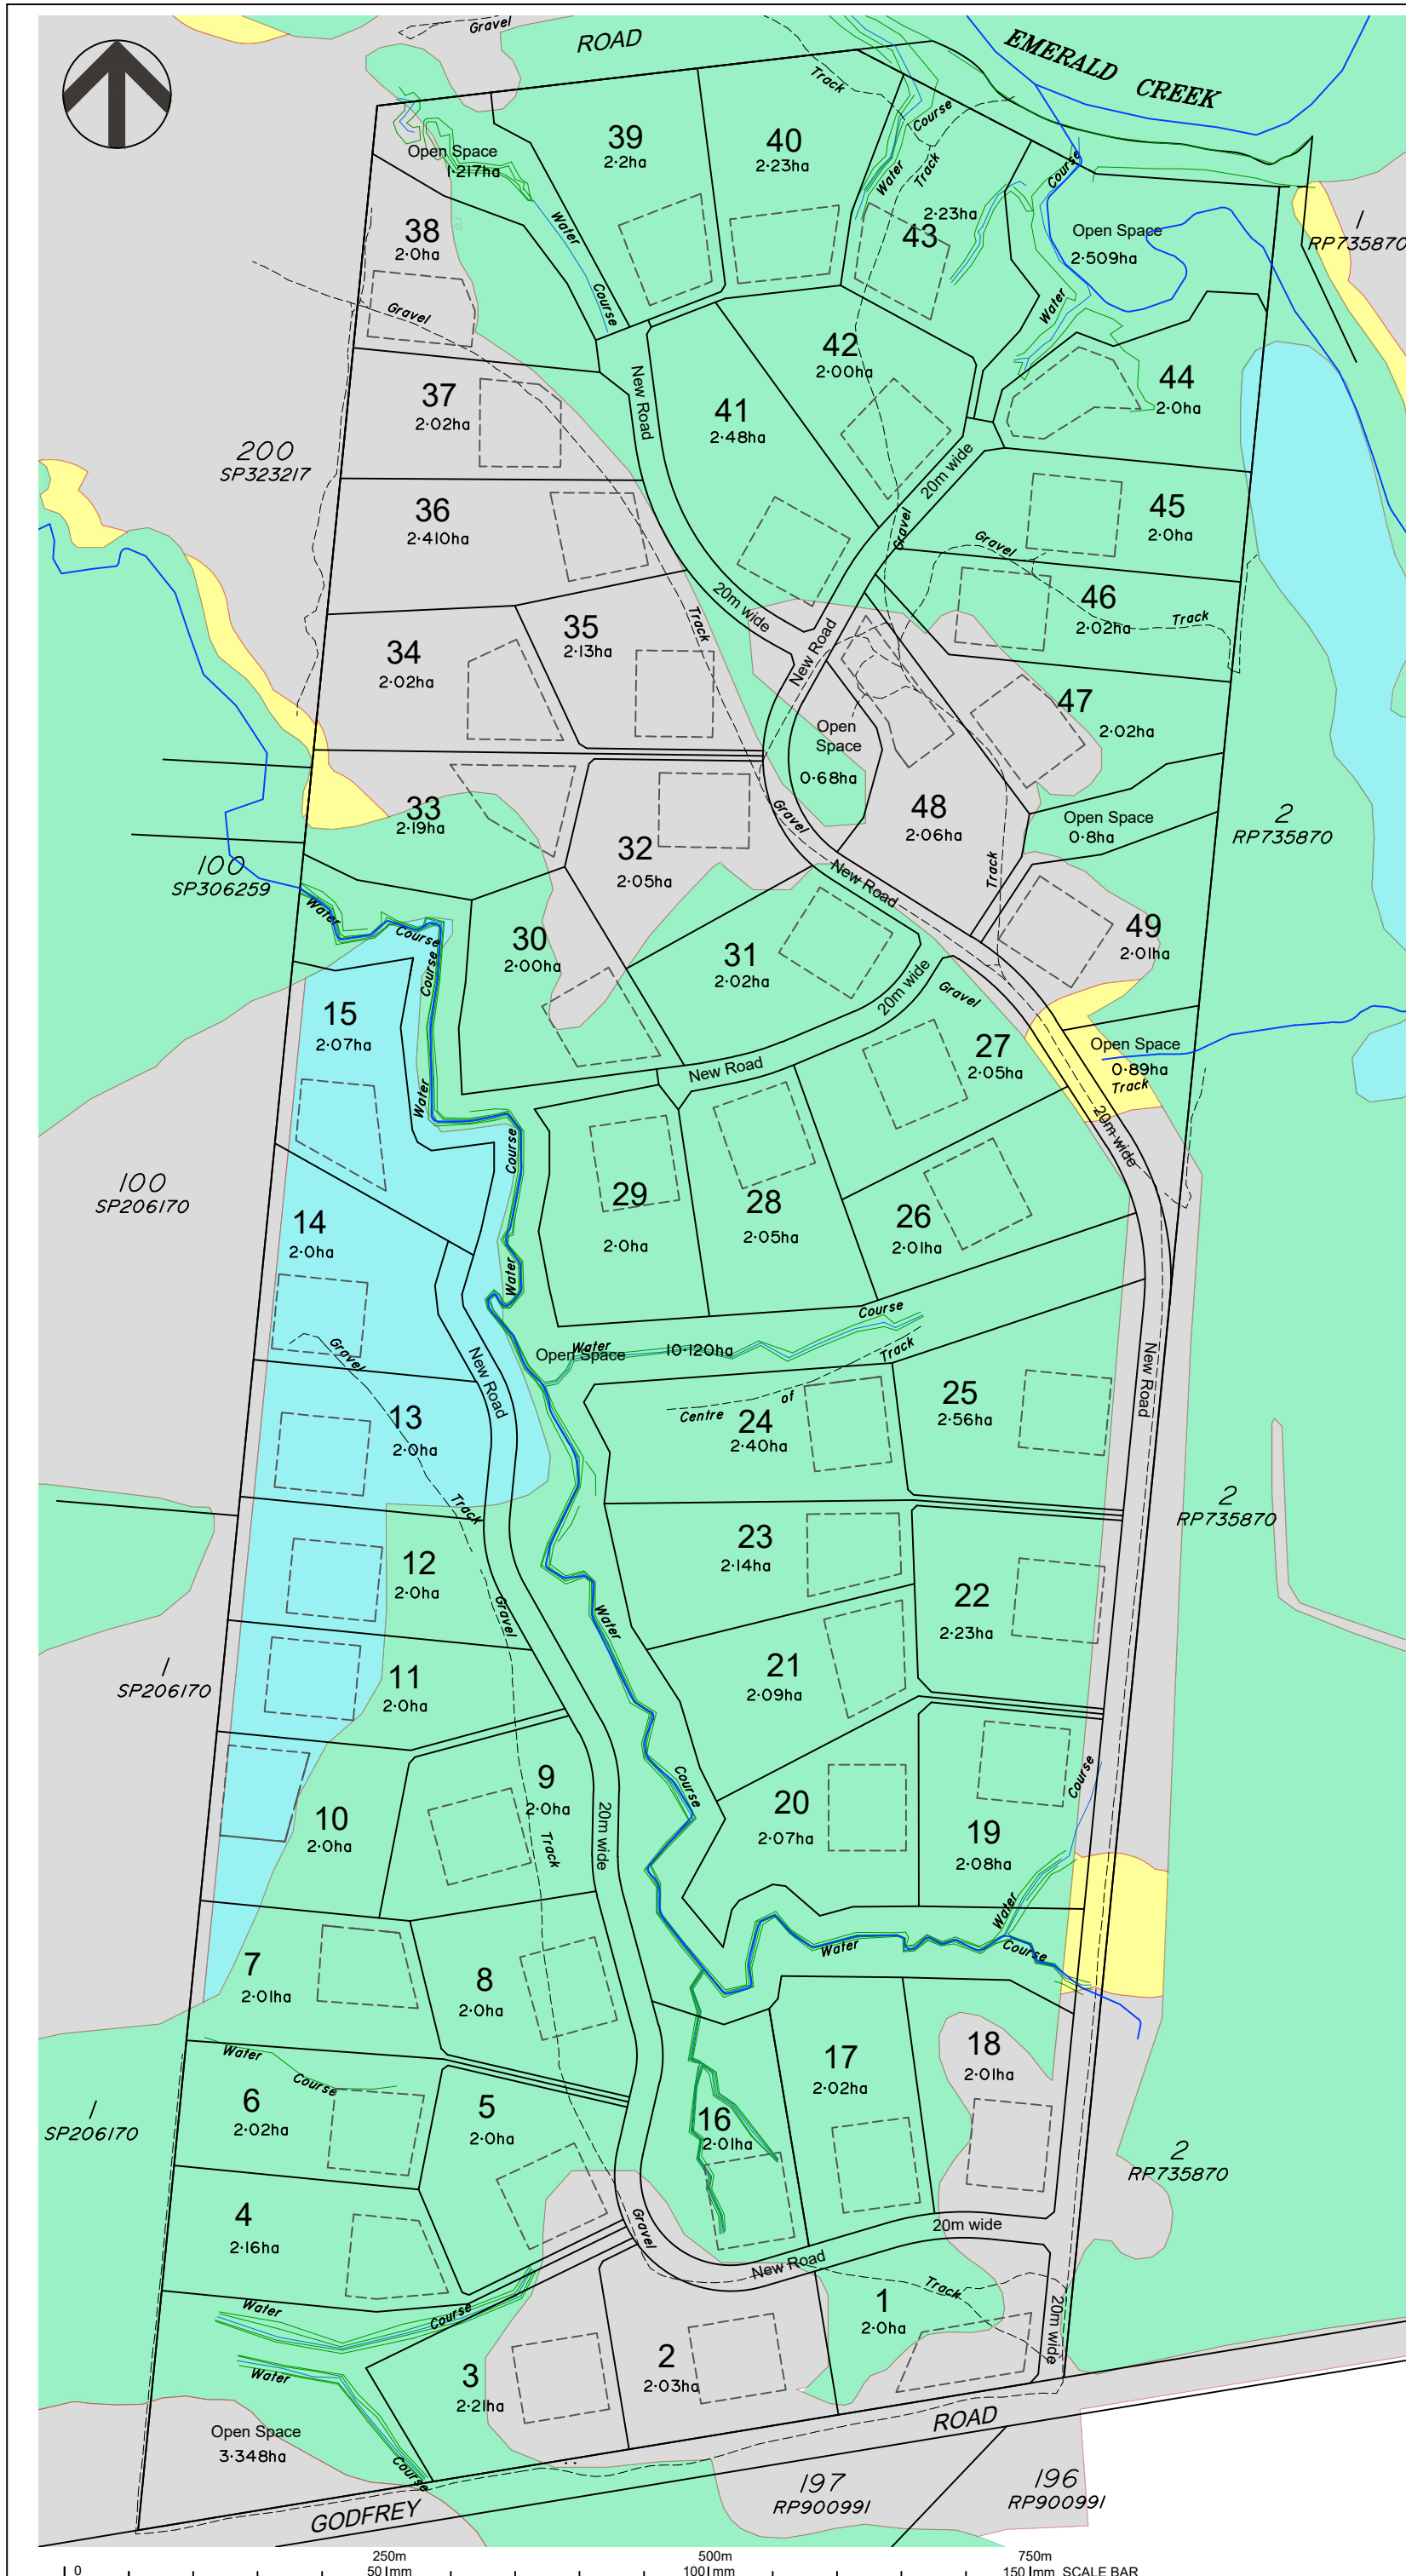 Gravel
ROAD
EMERALD CREEK
Track
Course
Water
Track
Open Space
1·217ha
39
2·2ha
40
2·23ha
2·23ha
43
Course
Open Space
2·509ha
Water
1
RP735870
38
2·0ha
Water
Course
Gravel
New Road
42
2·00ha
44
2·0ha
37
2·02ha
41
2·48ha
20m wide
200
SP323217
36
2·410ha
Gravel
45
2·0ha
Gravel
46
2·02ha
Track
20m wide
Track
35
2·13ha
34
2·02ha
New Road
47
2·02ha
Open
Space
0·68ha
33
2·19ha
Gravel
48
2·06ha
Open Space
0·8ha
2
RP735870
32
2·05ha
New Road
Track
100
SP306259
Water
Course
Course
30
2·00ha
31
2·02ha
20m wide
Gravel
49
2·01ha
15
2·07ha
Water
New Road
27
2·05ha
Open Space
0·89ha
Track
20m wide
Course
100
SP206170
29
2·0ha
28
2·05ha
26
2·01ha
14
2·0ha
Water
Course
Water
Open Space
10·120ha
Track
Gravel
New Road
New Road
13
2·0ha
Centre of
24
2·40ha
25
2·56ha
Track
2
RP735870
12
2·0ha
23
2·14ha
Gravel
Water
22
2·23ha
1
SP206170
11
2·0ha
21
2·09ha
9
2·0ha
Course
Course
10
2·0ha
20m wide
Track
20
2·07ha
19
2·08ha
Water
Water
Course
7
2·01ha
8
2·0ha
Water
Course
17
2·02ha
18
2·01ha
6
2·02ha
5
2·0ha
16
2·01ha
1
SP206170
2
RP735870
4
2·16ha
Gravel
20m wide
New Road
Water
Course
Track
1
2·0ha
20m wide
Water
2
2·03ha
3
2·21ha
Open Space
3·348ha
Course
ROAD
GODFREY
197
RP900991
196
RP900991
250m
500m
750m
0
50mm
100mm
150mm SCALE BAR